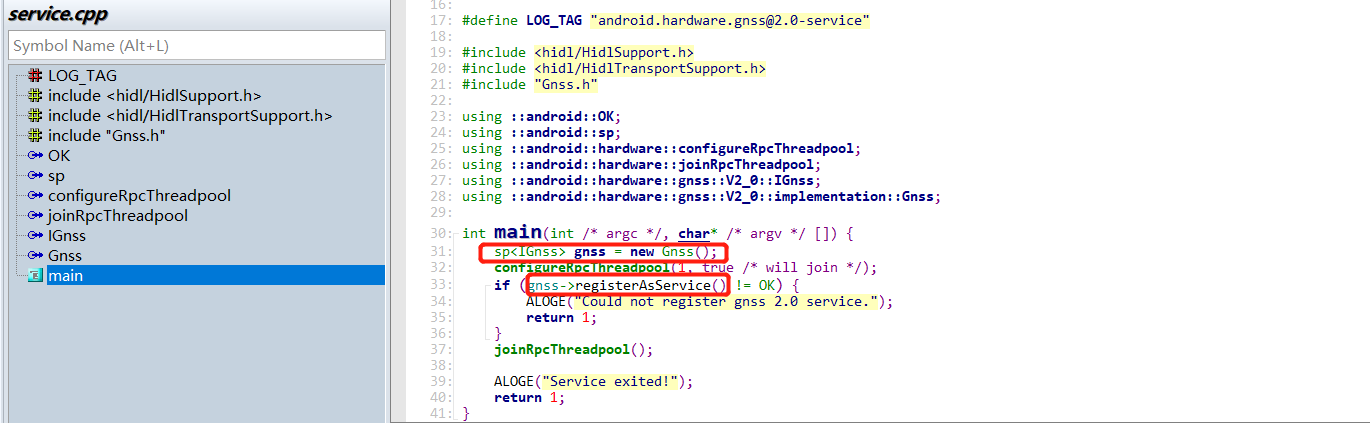 service.cpp
Symbol Name (Alt+L)
LOG_TAG
include <hidl/HidlSupport.h>
include <hidl/HidlTransportSupport.h>
include "Gnss.h"
OK
sp
configureRpcThreadpool
joinRpcThreadpool
IGnss
Gnss
main
16:
17: #define LOG_TAG "android.hardware.gnss@2.0-service"
18:
19: #include <hidl/HidlSupport.h>
20: #include <hidl/HidlTransportSupport.h>
21: #include "Gnss.h"
22:
23: using ::android::OK;
24: using ::android::sp;
25: using ::android::hardware::configureRpcThreadpool;
26: using ::android::hardware::joinRpcThreadpool;
27: using ::android::hardware::gnss::V2_0::IGnss;
28: using ::android::hardware::gnss::V2_0::implementation::Gnss;
29:
30: int main(int /* argc */, char* /* argv */ []) {
31: sp<IGnss> gnss = new Gnss();
32: configureRpcThreadpool(1, true /* will join */);
33: if (gnss->registerAsService() != OK) {
34: ALOGE("Could not register gnss 2.0 service.");
35: return 1;
36: }
37: joinRpcThreadpool();
38:
39: ALOGE("Service exited!");
40: return 1;
41: }